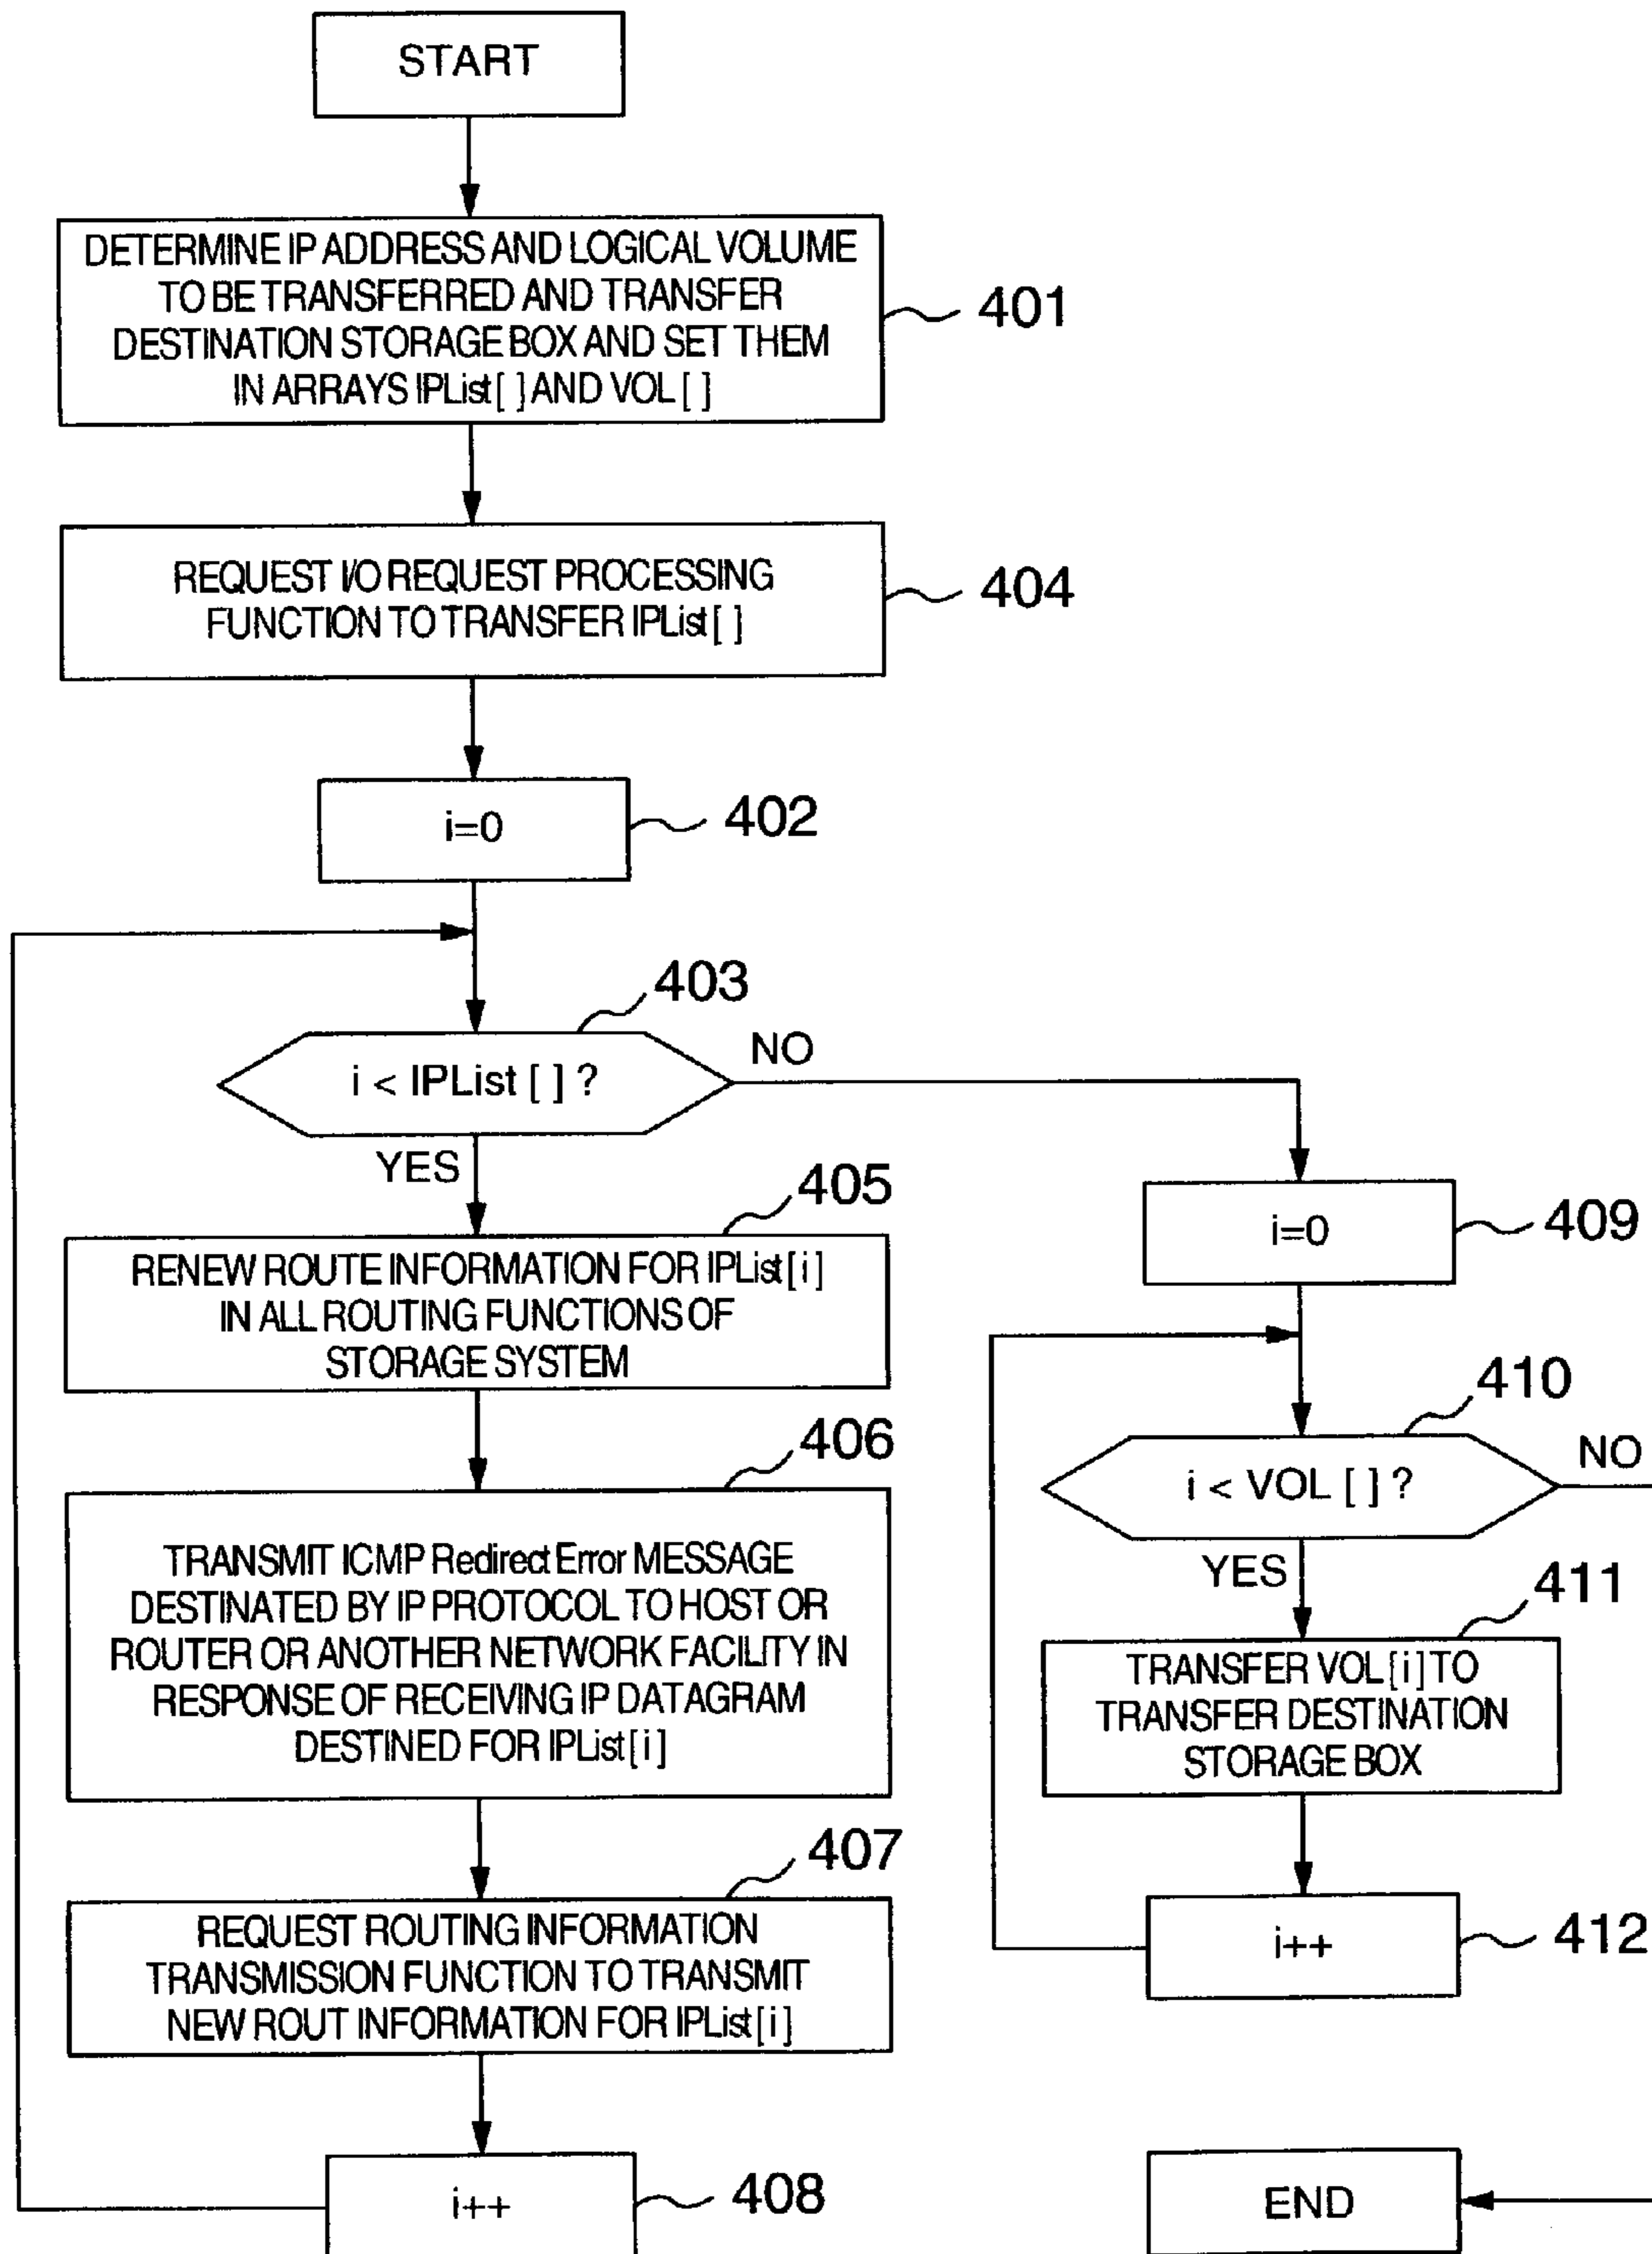 START
DETERMINE IP ADDRESS AND LOGICAL VOLUME
TO BE TRANSFERRED AND TRANSFER
DESTINATION STORAGE BOX AND SET THEM
IN ARRAYS IPList[ ] AND VOL[ ]
401
REQUEST I/O REQUEST PROCESSING
FUNCTION TO TRANSFER IPList[ ]
404
i=0
402
403
i < IPList [ ] ?
NO
YES
405
RENEW ROUTE INFORMATION FOR IPList[i]
IN ALL ROUTING FUNCTIONS OF
STORAGE SYSTEM
406
TRANSMIT ICMP Redirect Error MESSAGE
DESTINATED BY IP PROTOCOL TO HOST OR
ROUTER OR ANOTHER NETWORK FACILITY IN
RESPONSE OF RECEIVING IP DATAGRAM
DESTINED FOR IPList[i]
407
REQUEST ROUTING INFORMATION
TRANSMISSION FUNCTION TO TRANSMIT
NEW ROUT INFORMATION FOR IPList[i]
i++
408
i=0
409
410
i < VOL [ ] ?
NO
YES
411
TRANSFER VOL[i] TO
TRANSFER DESTINATION
STORAGE BOX
i++
412
END